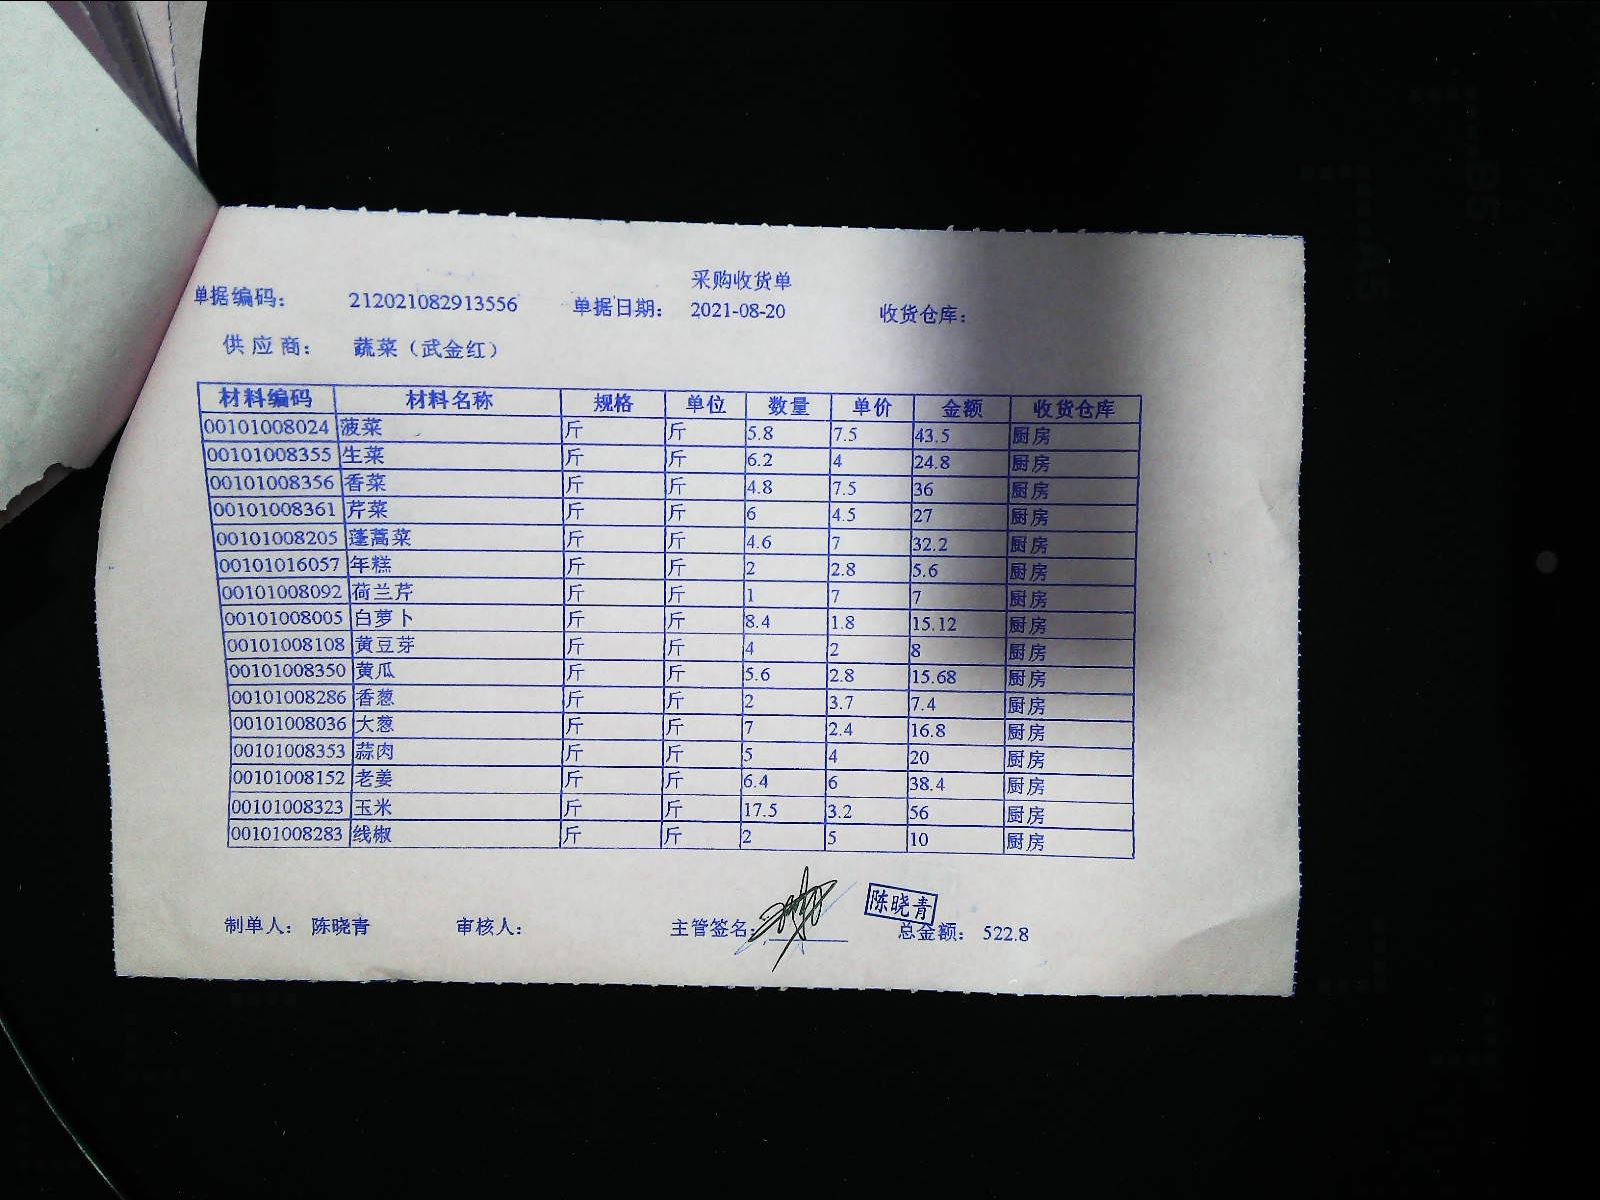 采购收货单
单据编码： 212021082913556 单据日期： 2021-08-20 收货仓库：
供应商： 蔬菜（武金红）
材料编码 材料名称 规格 单位 数量 单价 金额 收货仓库
00101008024 菠菜 斤 斤 5.8 7.5 43.5 厨房
00101008355 生菜 斤 斤 6.2 4 24.8 厨房
00101008356 香菜 斤 斤 4.8 7.5 36 厨房
00101008361 芹菜 斤 斤 6 4.5 27 厨房
00101008205 蓬蒿菜 斤 斤 4.6 7 32.2 厨房
00101016057 年糕 斤 斤 2 2.8 5.6 厨房
00101008092 荷兰芹 斤 斤 1 7 7 厨房
00101008005 白萝卜 斤 斤 8.4 1.8 15.12 厨房
00101008108 黄豆芽 斤 斤 4 2 8 厨房
00101008350 黄瓜 斤 斤 5.6 2.8 15.68 厨房
00101008286 香葱 斤 斤 2 3.7 7.4 厨房
00101008036 大葱 斤 斤 7 2.4 16.8 厨房
00101008353 蒜肉 斤 斤 5 4 20 厨房
00101008152 老姜 斤 斤 6.4 6 38.4 厨房
00101008323 玉米 斤 斤 17.5 3.2 56 厨房
00101008283 线椒 斤 斤 2 5 10 厨房
陈晓青
制单人： 陈晓青 审核人： 主管签名： 总金额： 522.8